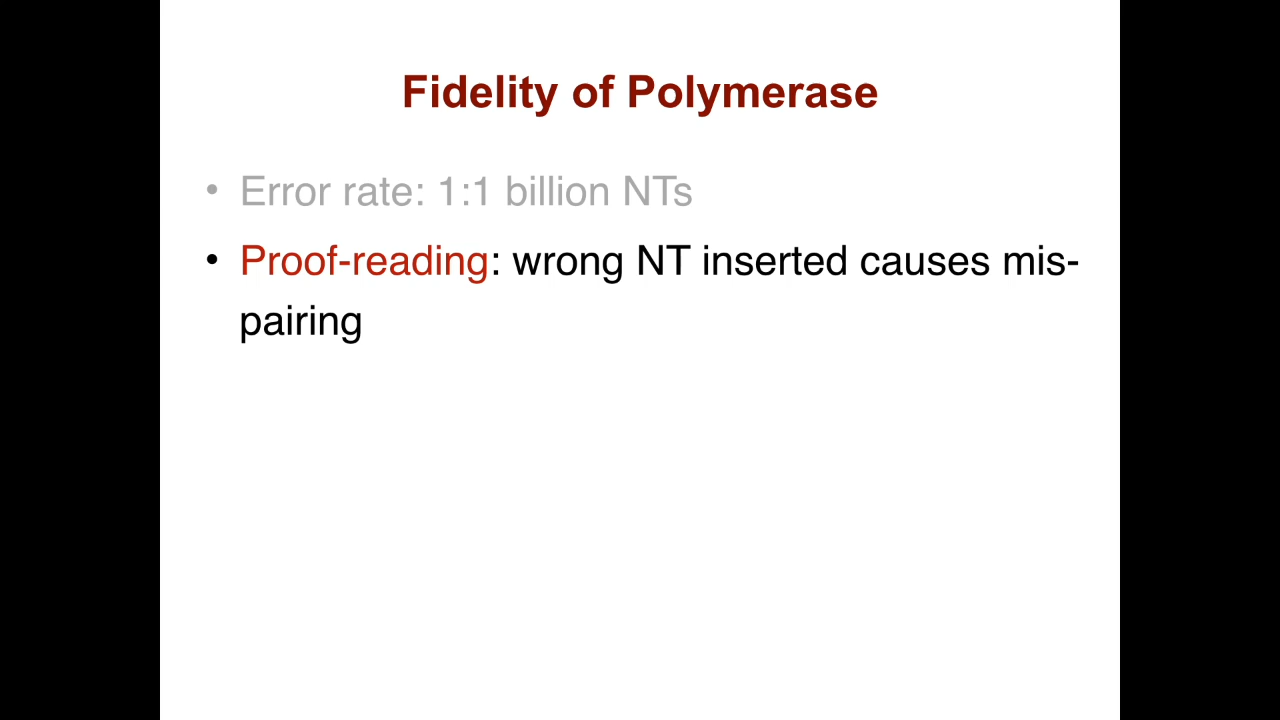 Fidelity of Polymerase
• Error rate: 1:1 billion NTs
• Proof-reading: wrong NT inserted causes mis-
pairing